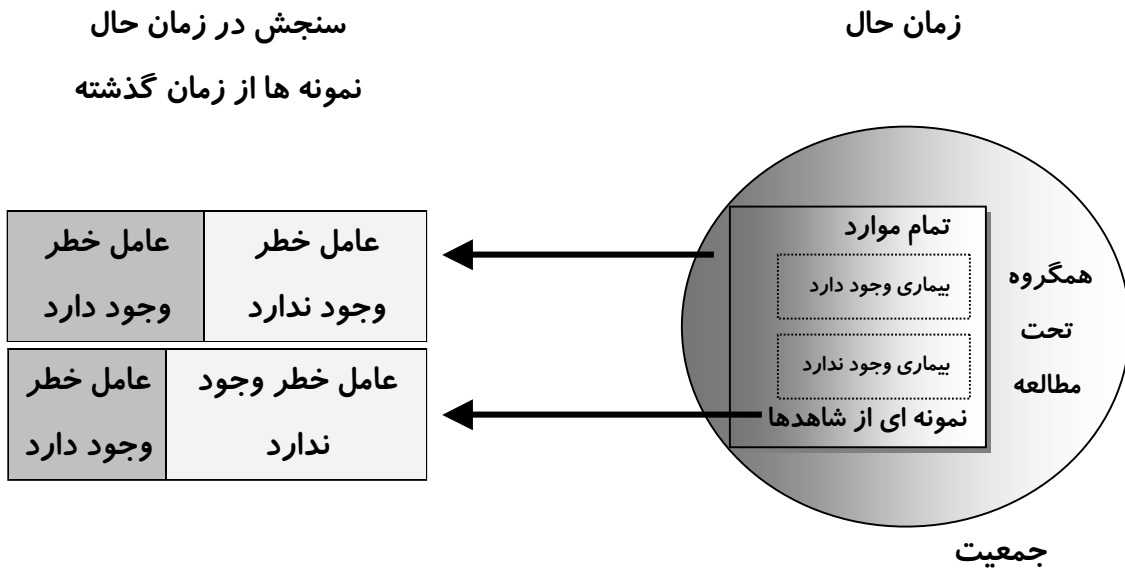 زمان حال
سنجش در زمان حال
نمونه ها از زمان گذشته
تمام موارد
بیماری وجود دارد
بیماری وجود ندارد
نمونه ای از شاهدها
همگروه
تحت
مطالعه
جمعیت
عامل خطر
وجود ندارد
عامل خطر
وجود دارد
عامل خطر وجود
ندارد
عامل خطر
وجود دارد